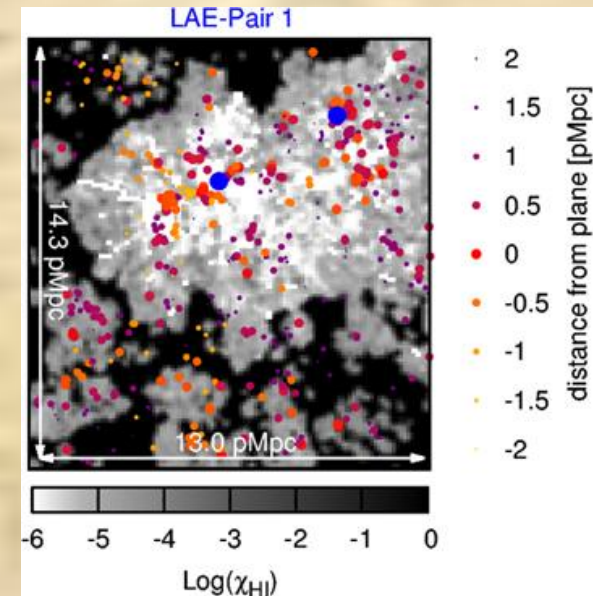 LAE-Pair 1
14.3 pMpc
13.0 pMpc
2
1.5
1
0.5
0
-0.5
-1
-1.5
-2
distance from plane [pMpc]
-6 -5 -4 -3 -2 -1 0
Log(χHI)